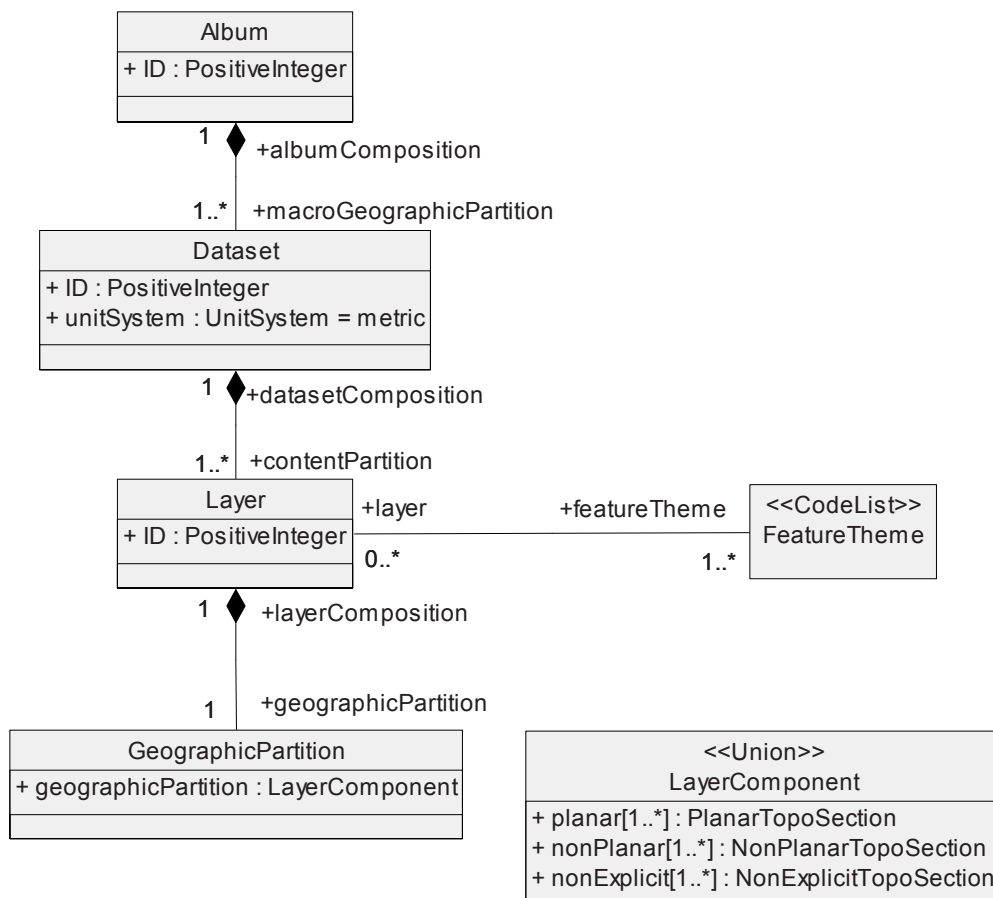 Album
+ ID : PositiveInteger
1
+albumComposition
1..*
+macroGeographicPartition
Dataset
+ ID : PositiveInteger
+ unitSystem : UnitSystem = metric
1
+datasetComposition
1..*
+contentPartition
Layer
+ ID : PositiveInteger
+layer
+featureTheme
0..*
1..*
<<CodeList>>
FeatureTheme
1
+layerComposition
1
+geographicPartition
GeographicPartition
+ geographicPartition : LayerComponent
<<Union>>
LayerComponent
+ planar[1..*] : PlanarTopoSection
+ nonPlanar[1..*] : NonPlanarTopoSection
+ nonExplicit[1..*] : NonExplicitTopoSection